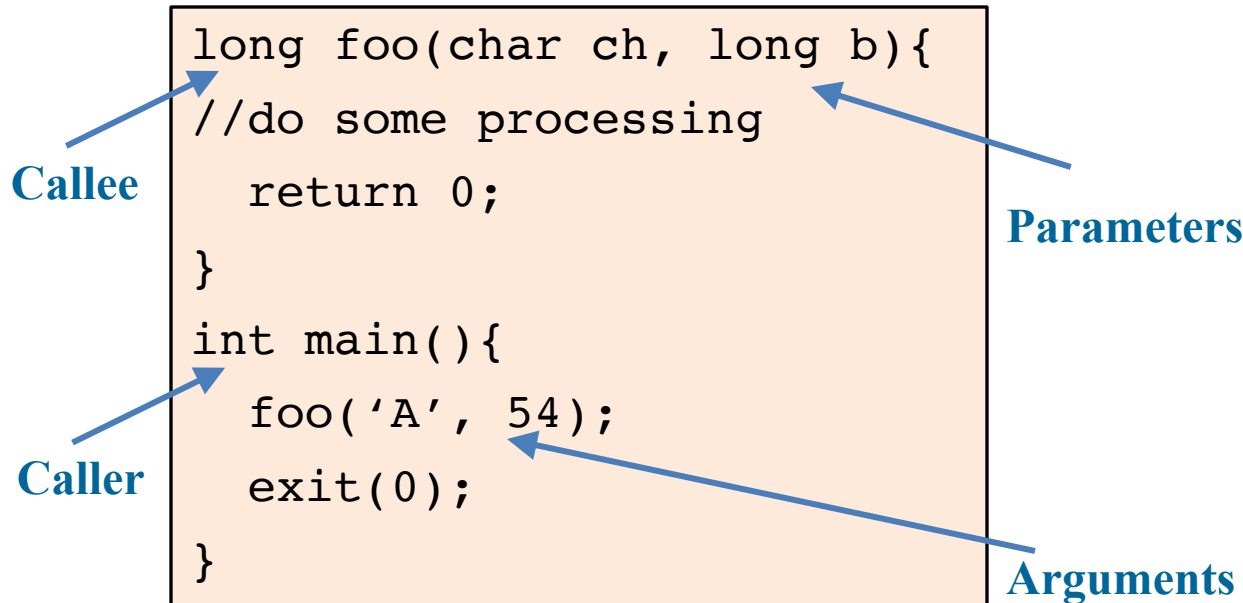 long foo(char ch, long b){
//do some processing
Callee
return 0;
Parameters
}
int main(){
foo(‘A’, 54);
Caller
exit(0);
}
Arguments